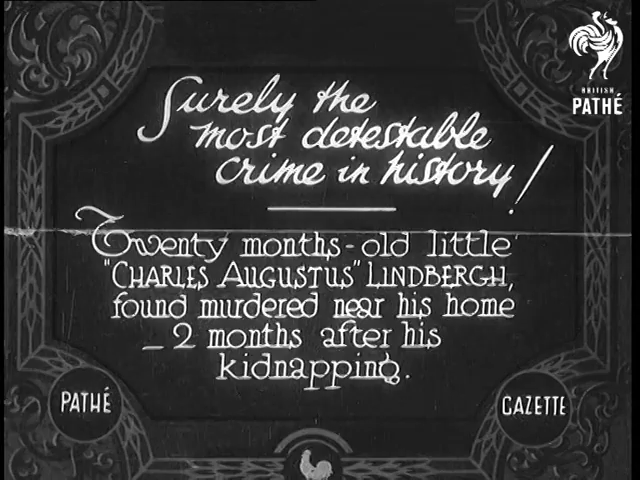 Surely the
most detestable
crime in history!
Twenty months-old little
"CHARLES AUGUSTUS" LINDBERGH,
found murdered near his home
_ 2 months after his
kidnapping.
PATHÉ
GAZETTE
BRITISH
PATHÉ